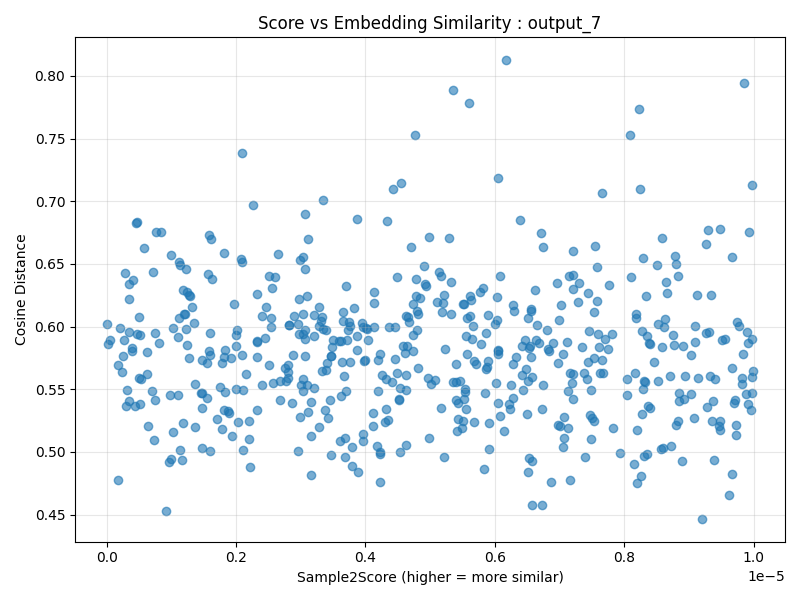 Score vs Embedding Similarity : output_7
Cosine Distance
0.80
0.75
0.70
0.65
0.60
0.55
0.50
0.45
0.0 0.2 0.4 0.6 0.8 1.0
1e−5
Sample2Score (higher = more similar)